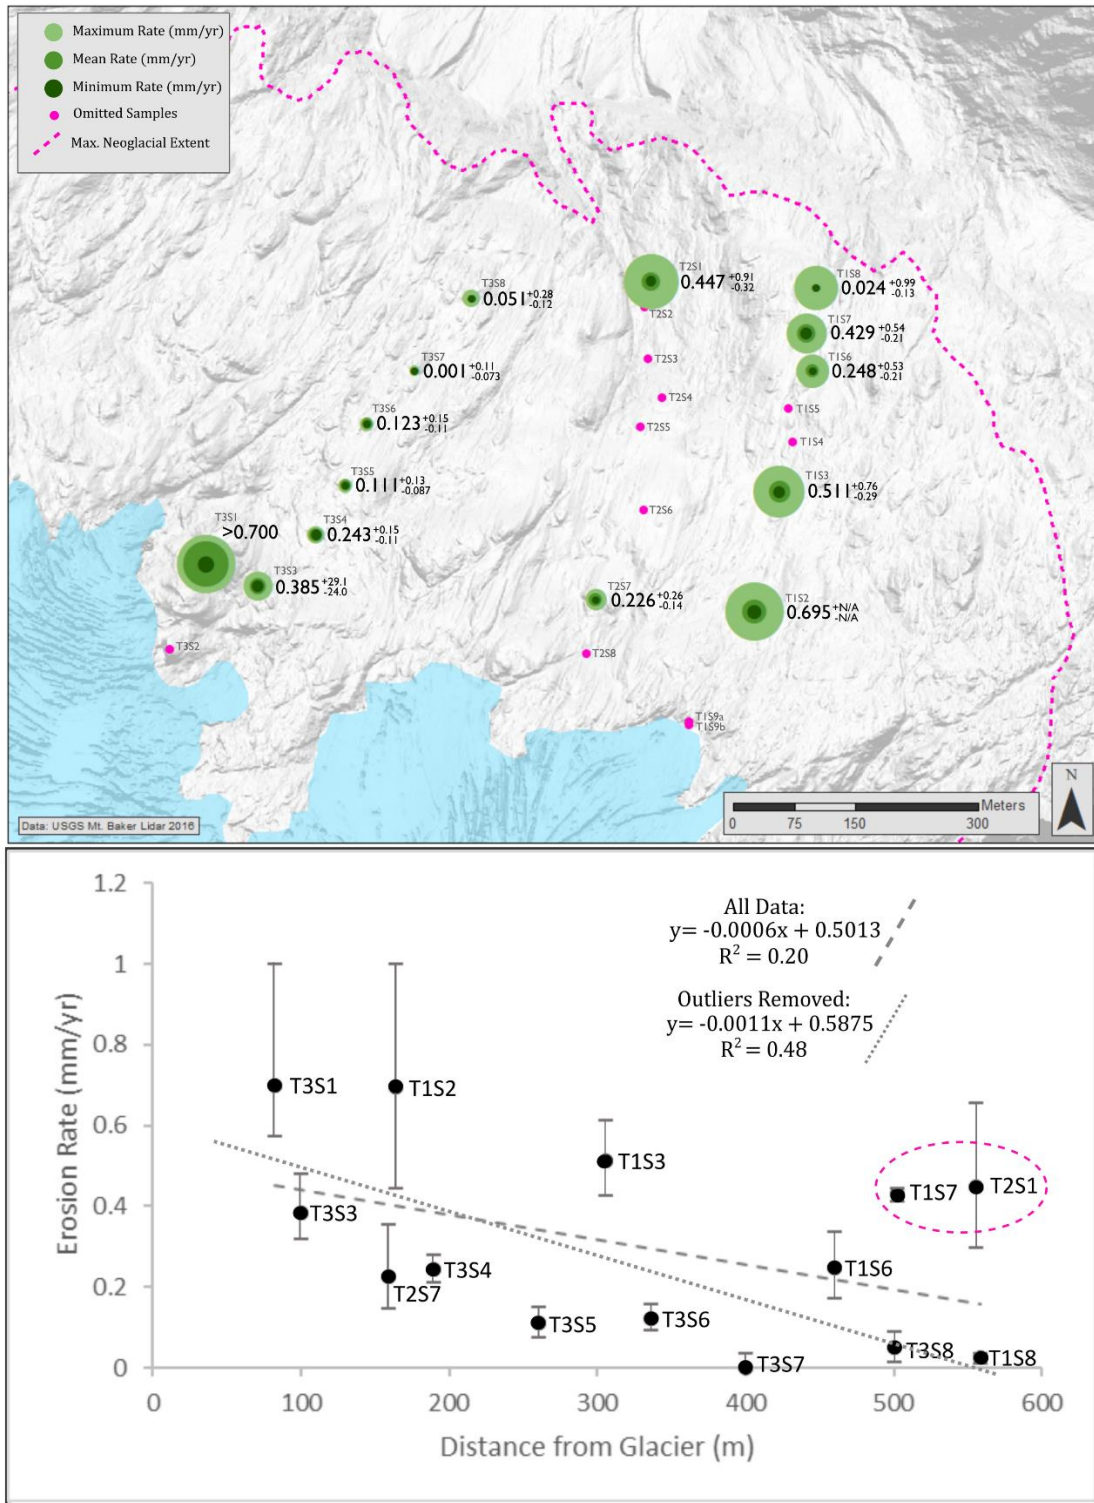 Maximum Rate (mm/yr)
Mean Rate (mm/yr)
Minimum Rate (mm/yr)
Omitted Samples
Max. Neoglacial Extent
T2S1
0.447 +0.91 -0.32
T2S2
T1S8
0.024 +0.99 -0.13
T3S8
0.051 +0.28 -0.12
T1S7
0.429 +0.54 -0.21
T2S3
T1S6
0.248 +0.53 -0.21
T3S7
0.001 +0.11 -0.073
T2S4
T1S5
T3S6
0.123 +0.15 -0.11
T2S5
T1S4
T3S5
0.111 +0.13 -0.087
T1S3
0.511 +0.76 -0.29
T2S6
T3S1
>0.700
T3S4
0.243 +0.15 -0.11
T3S3
0.385 +29.1 -24.0
T2S7
0.226 +0.26 -0.14
T1S2
0.695 +N/A -N/A
T3S2
T2S8
T1S9a
T1S9b
N
Meters
0 75 150 300
Data: USGS Mt. Baker Lidar 2016
1.2
1
0.8
0.6
0.4
0.2
0
Erosion Rate (mm/yr)
All Data:
y= -0.0006x + 0.5013
R² = 0.20
Outliers Removed:
y= -0.0011x + 0.5875
R² = 0.48
T3S1
T1S2
T1S3
T3S3
T1S7
T2S1
T3S4
T2S7
T1S6
T3S5
T3S6
T3S7
T3S8
T1S8
0 100 200 300 400 500 600
Distance from Glacier (m)